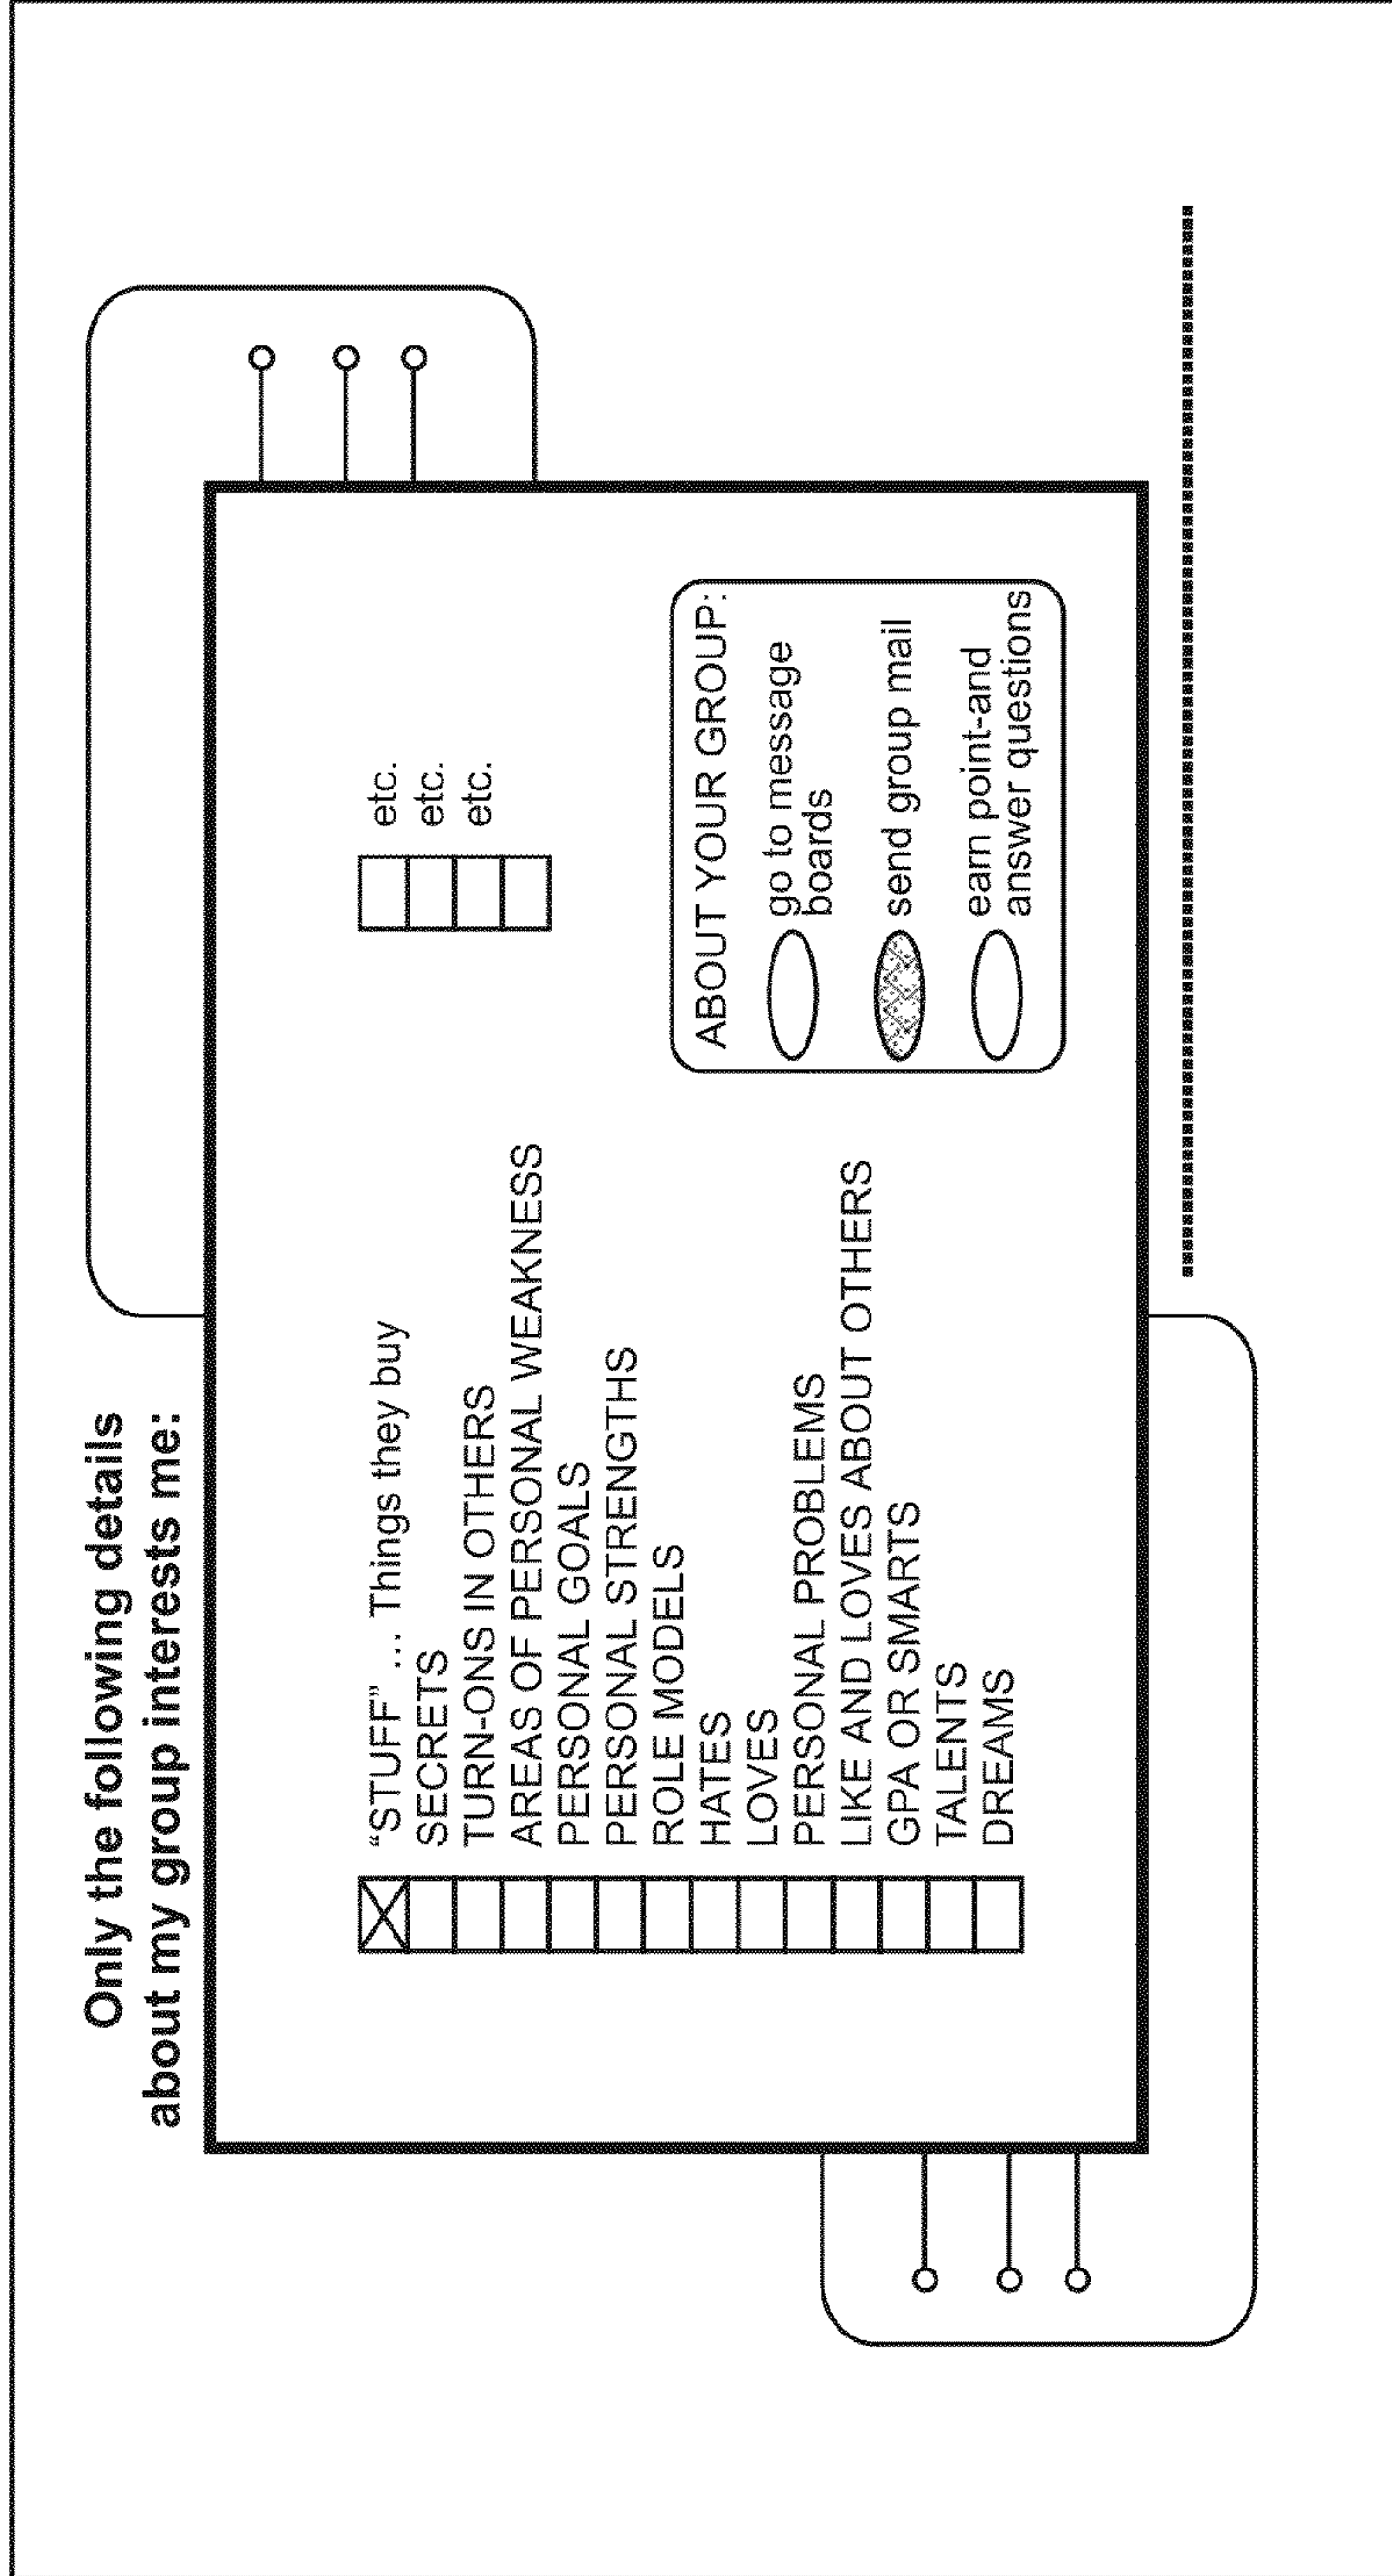 Only the following details
about my group interests me:
“STUFF” ... Things they buy
SECRETS
TURN-ONS IN OTHERS
AREAS OF PERSONAL WEAKNESS
PERSONAL GOALS
PERSONAL STRENGTHS
ROLE MODELS
HATES
LOVES
PERSONAL PROBLEMS
LIKE AND LOVES ABOUT OTHERS
GPA OR SMARTS
TALENTS
DREAMS
etc.
etc.
etc.
ABOUT YOUR GROUP:
go to message
boards
send group mail
earn point-and
answer questions